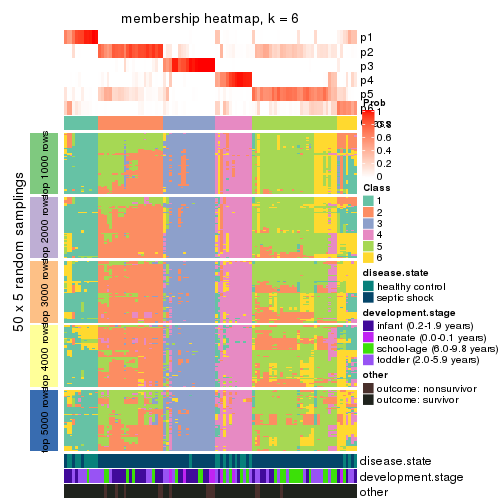 membership heatmap, k = 6
p1
p2
p3
p4
p5
p6
Class
Prob
1
0.8
0.6
0.4
0.2
0
Class
1
2
3
4
5
6
disease.state
healthy control
septic shock
development.stage
infant (0.2-1.9 years)
neonate (0.0-0.1 years)
school-age (6.0-9.8 years)
toddler (2.0-5.9 years)
other
outcome: nonsurvivor
outcome: survivor
50 x 5 random samplings
top 1000 rows
top 2000 rows
top 3000 rows
top 4000 rows
top 5000 rows
disease.state
development.stage
other